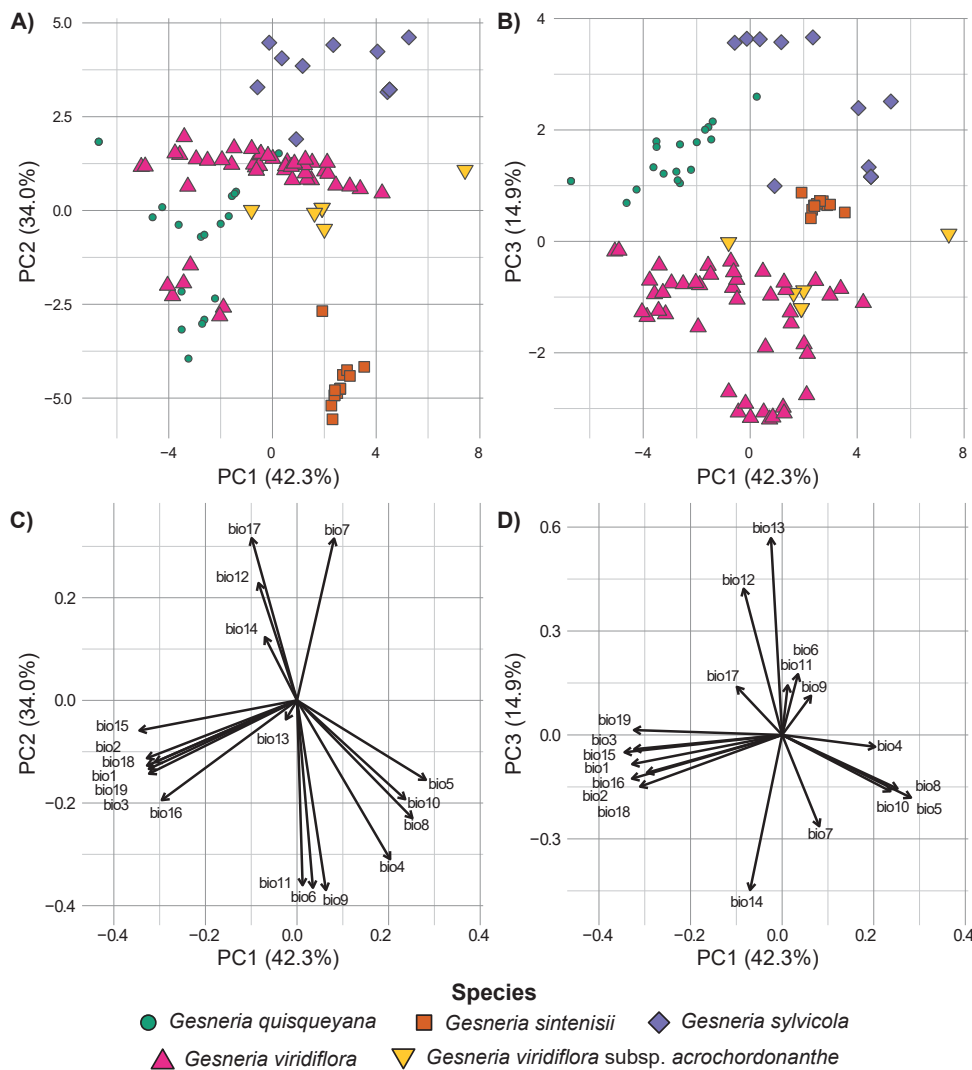 A)
5.0
2.5
0.0
−2.5
−5.0
PC2 (34.0%)
−4
0
4
8
PC1 (42.3%)
B)
4
2
0
−2
PC3 (14.9%)
−4
0
4
8
PC1 (42.3%)
C)
bio17
bio7
bio12
bio14
bio15
bio2
bio18
bio1
bio19
bio3
bio16
bio13
bio5
bio10
bio8
bio4
bio11
bio6
bio9
0.2
0.0
−0.2
−0.4
PC2 (34.0%)
−0.4
−0.2
0.0
0.2
0.4
PC1 (42.3%)
D)
bio13
bio12
bio6
bio11
bio17
bio9
bio19
bio3
bio15
bio1
bio16
bio2
bio18
bio4
bio8
bio10
bio5
bio7
bio14
0.6
0.3
0.0
−0.3
PC3 (14.9%)
−0.4
−0.2
0.0
0.2
0.4
PC1 (42.3%)
Species
Gesneria quisqueyana
Gesneria sintenisii
Gesneria sylvicola
Gesneria viridiflora
Gesneria viridiflora subsp. acrochordonanthe